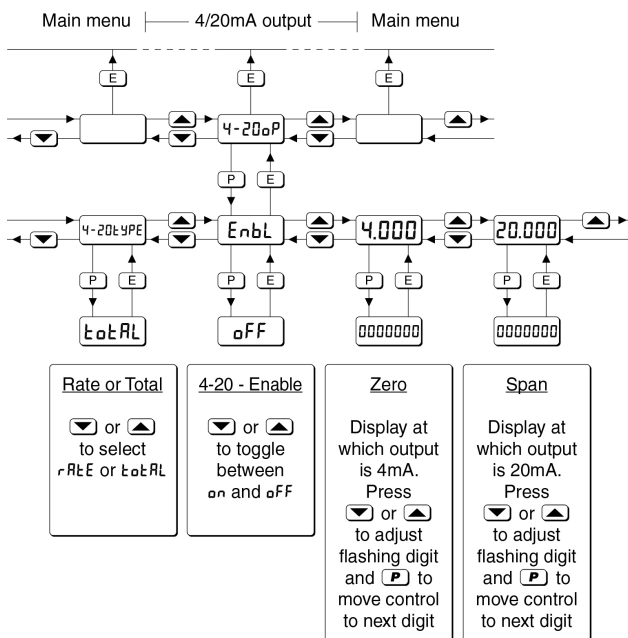 Main menu 4/20mA output Main menu
E E E
4-20oP
P E
4-20tYPE EnbL 4.000 20.000
P E P E P E P E
totAL oFF 0000000 0000000
Rate or Total
or
to select
rAtE or totAL
4-20 - Enable
or
to toggle
between
on and oFF
Zero
Display at
which output
is 4mA.
Press
or
to adjust
flashing digit
and P to
move control
to next digit
Span
Display at
which output
is 20mA.
Press
or
to adjust
flashing digit
and P to
move control
to next digit